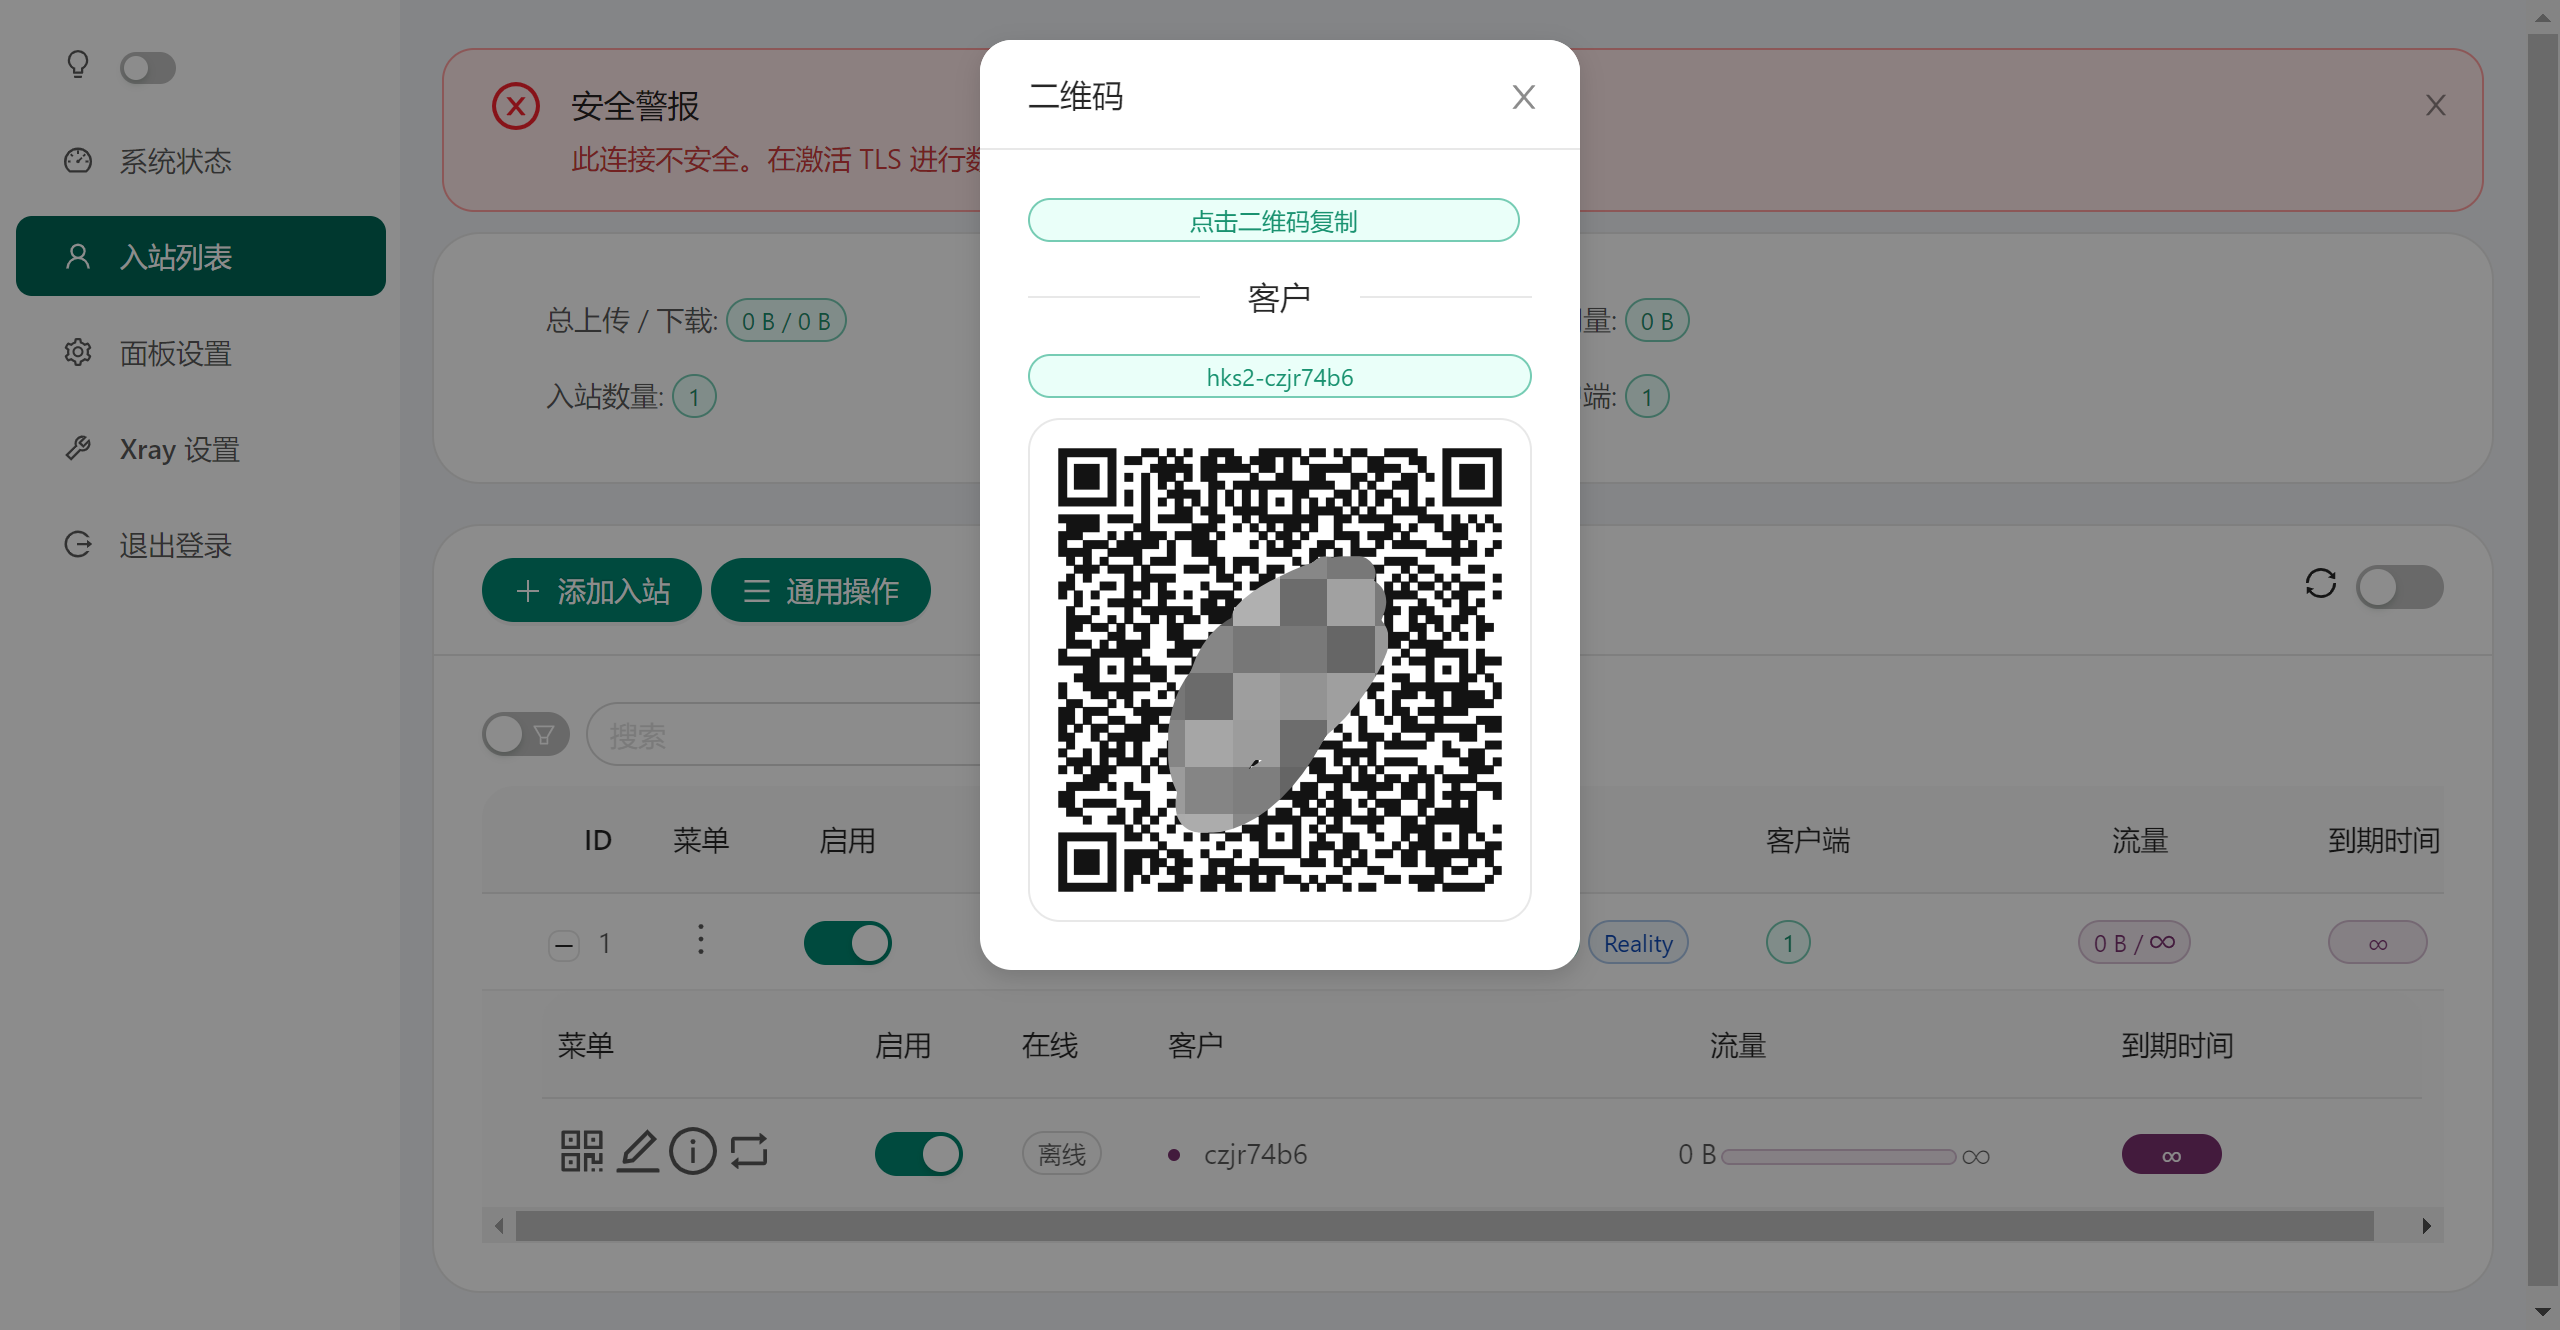 系统状态
入站列表
面板设置
Xray 设置
退出登录
安全警报
此连接不安全。在激活 TLS 进行
总上传 / 下载: 0 B / 0 B
量: 0 B
入站数量: 1
端: 1
添加入站
通用操作
搜索
ID 菜单 启用 客户端 流量 到期时间
1 Reality 1 0 B / ∞ ∞
菜单 启用 在线 客户 流量 到期时间
离线 czjr74b6 0 B ∞ ∞
二维码
点击二维码复制
客户
hks2-czjr74b6